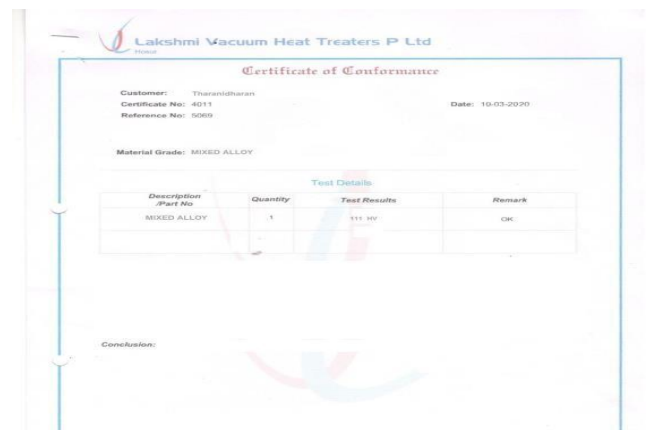 Lakshmi Vacuum Heat Treaters P Ltd
Certificate of Conformance
Customer: Tharanidharan
Certificate No: 4011 Date: 10-03-2020
Reference No: 5069
Material Grade: MIXED ALLOY
Test Details
Description /Part No Quantity Test Results Remark
MIXED ALLOY 1 111 HV OK
Conclusion: